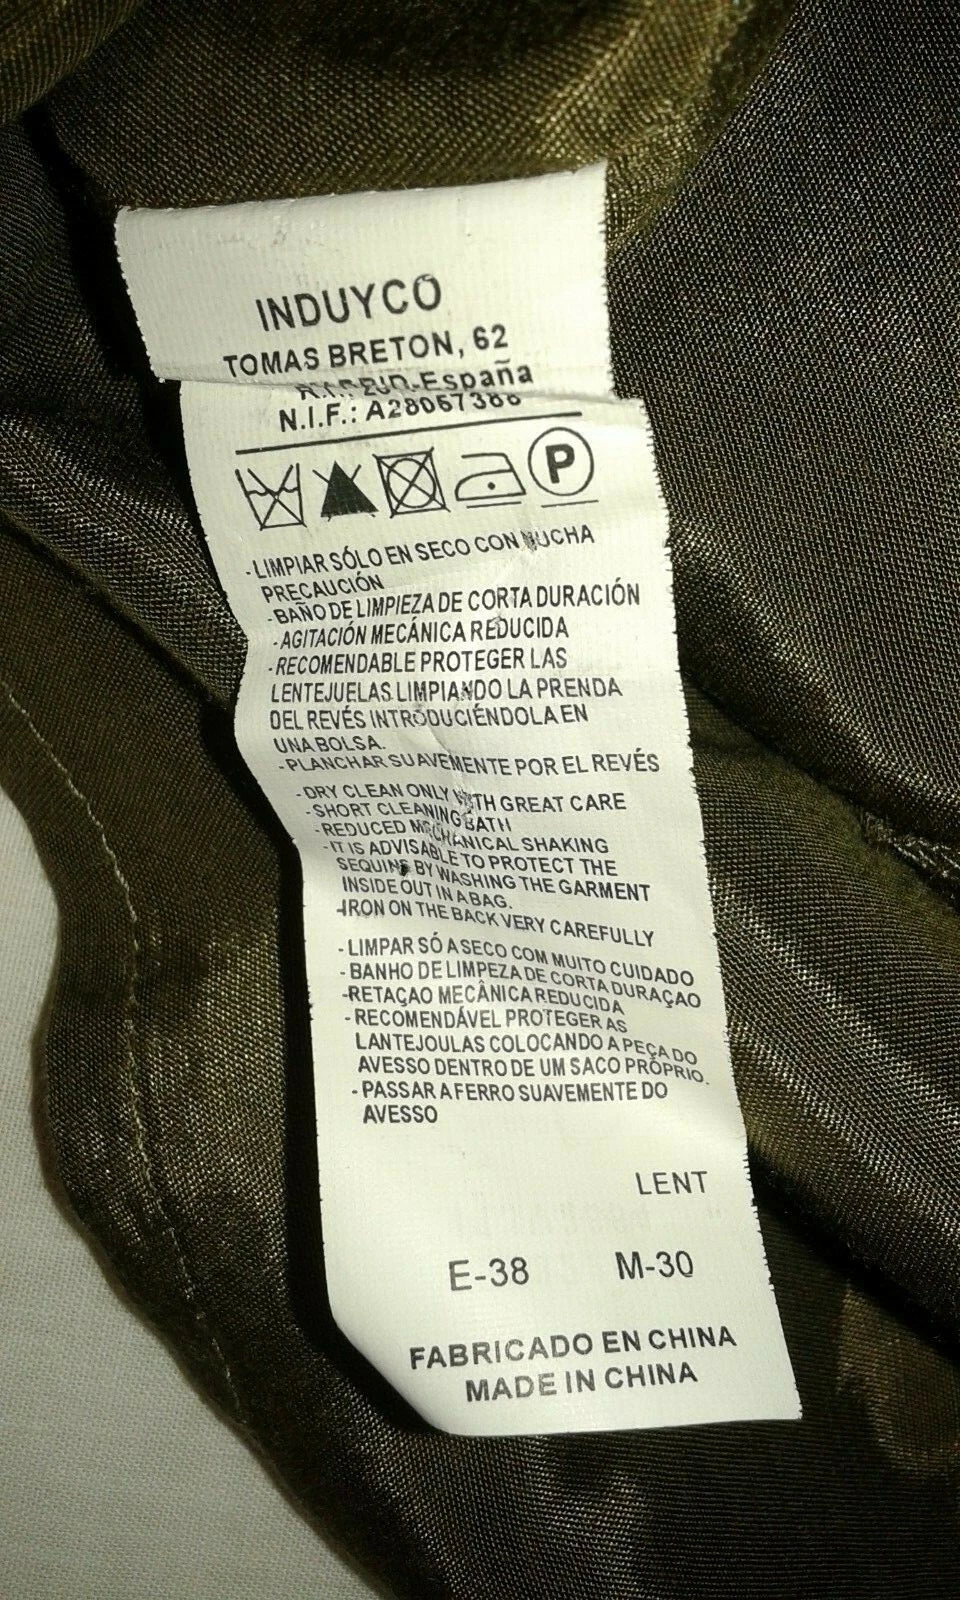 INDUYCO
TOMAS BRETON, 62
España
N.I.F.: A28067388
P
-LIMPIAR SÓLO EN SECO CON MUCHA
PRECAUCIÓN
-BAÑO DE LIMPIEZA DE CORTA DURACIÓN
-AGITACIÓN MECÁNICA REDUCIDA
-RECOMENDABLE PROTEGER LAS
LENTEJUELAS LIMPIANDO LA PRENDA
DEL REVÉS INTRODUCIÉNDOLA EN
UNA BOLSA.
-PLANCHAR SUAVEMENTE POR EL REVÉS
-DRY CLEAN ONLY WITH GREAT CARE
-SHORT CLEANING BATH
-REDUCED MECHANICAL SHAKING
-IT IS ADVISABLE TO PROTECT THE
SEQUINS BY WASHING THE GARMENT
INSIDE OUT IN A BAG.
-IRON ON THE BACK VERY CAREFULLY
-LIMPAR SÓ A SECO COM MUITO CUIDADO
-BANHO DE LIMPEZA DE CORTA DURAÇAO
-RETAÇAO MECÂNICA REDUCIDA
-RECOMENDÁVEL PROTEGER AS
LANTEJOULAS COLOCANDO A PEÇA DO
AVESSO DENTRO DE UM SACO PRÓPRIO.
-PASSAR A FERRO SUAVEMENTE DO
AVESSO
LENT
E-38 M-30
FABRICADO EN CHINA
MADE IN CHINA